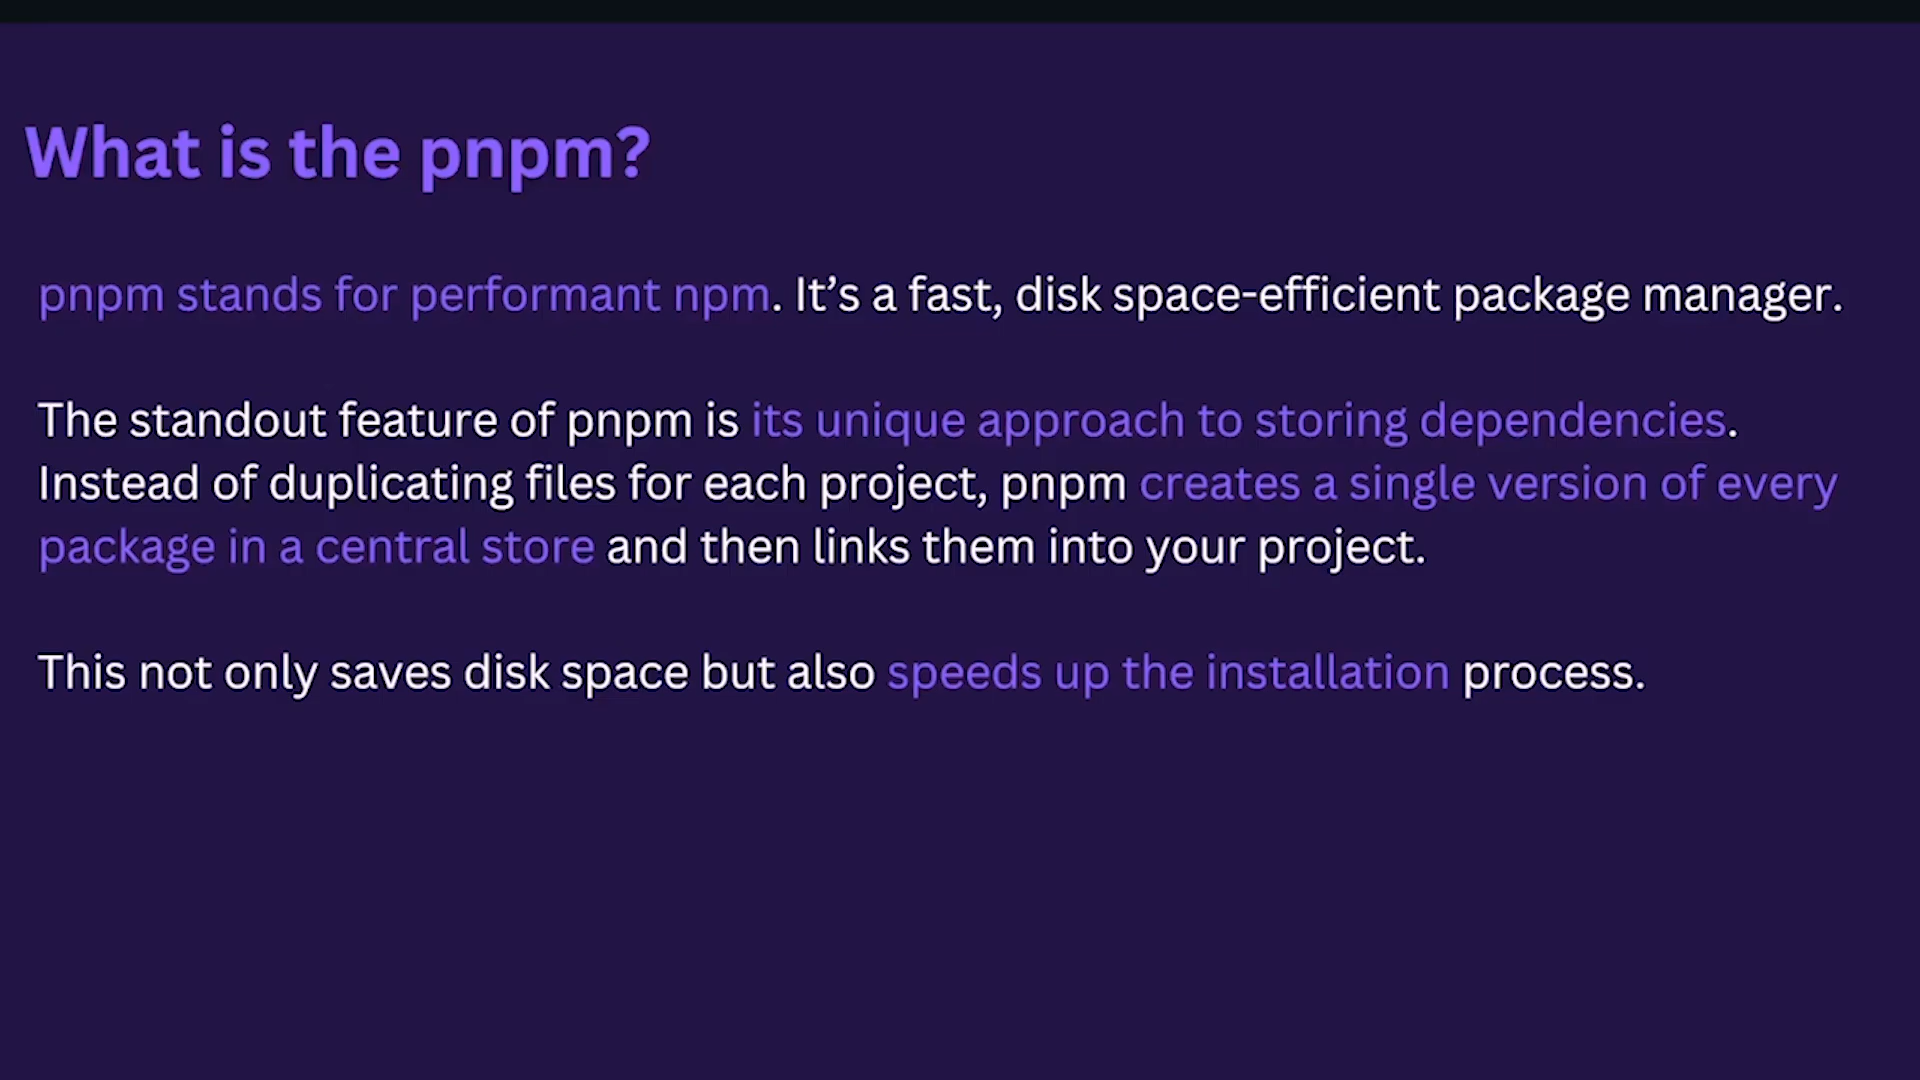 What is the pnpm?
pnpm stands for performant npm. It’s a fast, disk space-efficient package manager.
The standout feature of pnpm is its unique approach to storing dependencies.
Instead of duplicating files for each project, pnpm creates a single version of every
package in a central store and then links them into your project.
This not only saves disk space but also speeds up the installation process.